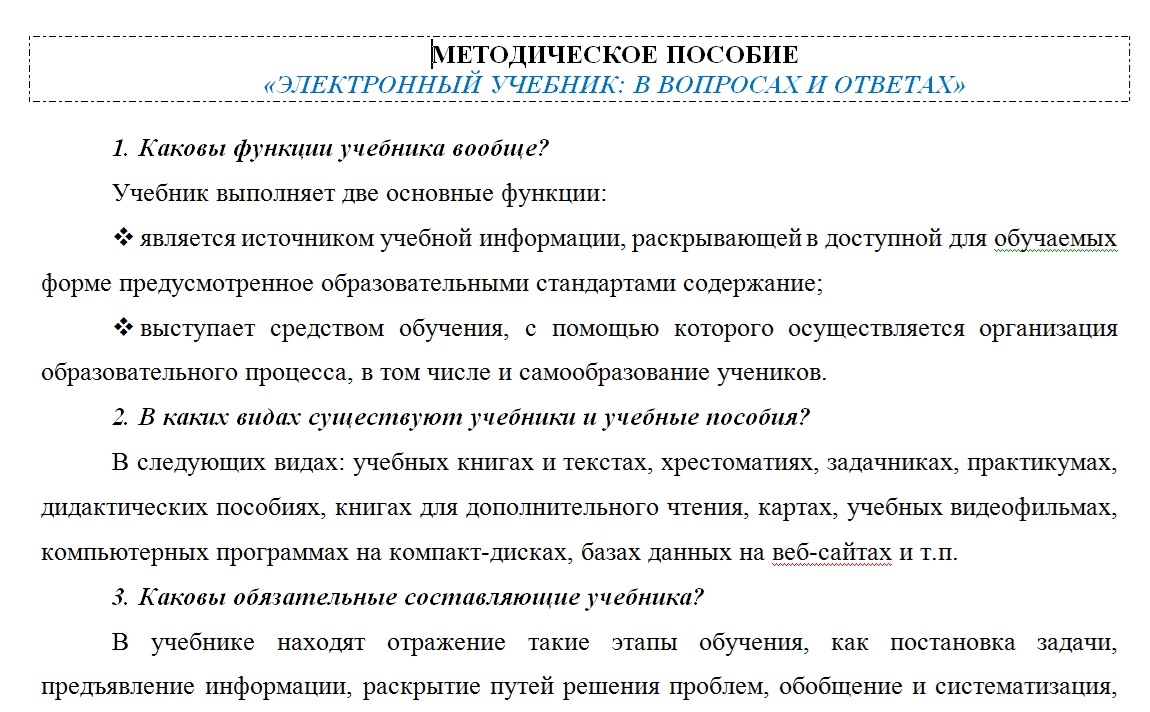 МЕТОДИЧЕСКОЕ ПОСОБИЕ
«ЭЛЕКТРОННЫЙ УЧЕБНИК: В ВОПРОСАХ И ОТВЕТАХ»
1. Каковы функции учебника вообще?
Учебник выполняет две основные функции:
❖ является источником учебной информации, раскрывающей в доступной для обучаемых
форме предусмотренное образовательными стандартами содержание;
❖ выступает средством обучения, с помощью которого осуществляется организация
образовательного процесса, в том числе и самообразование учеников.
2. В каких видах существуют учебники и учебные пособия?
В следующих видах: учебных книгах и текстах, хрестоматиях, задачниках, практикумах,
дидактических пособиях, книгах для дополнительного чтения, картах, учебных видеофильмах,
компьютерных программах на компакт-дисках, базах данных на веб-сайтах и т.п.
3. Каковы обязательные составляющие учебника?
В учебнике находят отражение такие этапы обучения, как постановка задачи,
предъявление информации, раскрытие путей решения проблем, обобщение и систематизация,